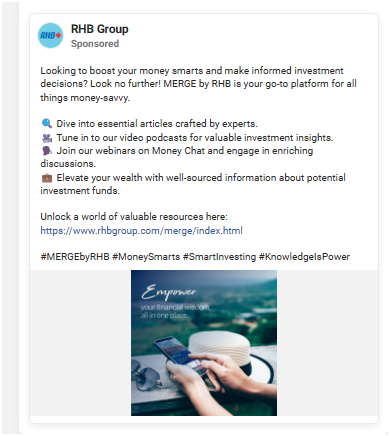 RHB
RHB Group
Sponsored
Looking to boost your money smarts and make informed investment
decisions? Look no further! MERGE by RHB is your go-to platform for all
things money-savvy.
🔍 Dive into essential articles crafted by experts.
🎥 Tune in to our video podcasts for valuable investment insights.
🗣 Join our webinars on Money Chat and engage in enriching
discussions.
💼 Elevate your wealth with well-sourced information about potential
investment funds.
Unlock a world of valuable resources here:
https://www.rhbgroup.com/merge/index.html
#MERGEbyRHB #MoneySmarts #SmartInvesting #KnowledgeIsPower
Empower
your financial wisdom,
all in one place.